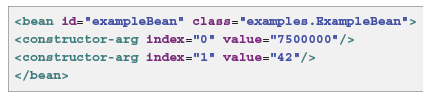 <bean id="exampleBean" class="examples.ExampleBean">
<constructor-arg index="0" value="7500000"/>
<constructor-arg index="1" value="42"/>
</bean>